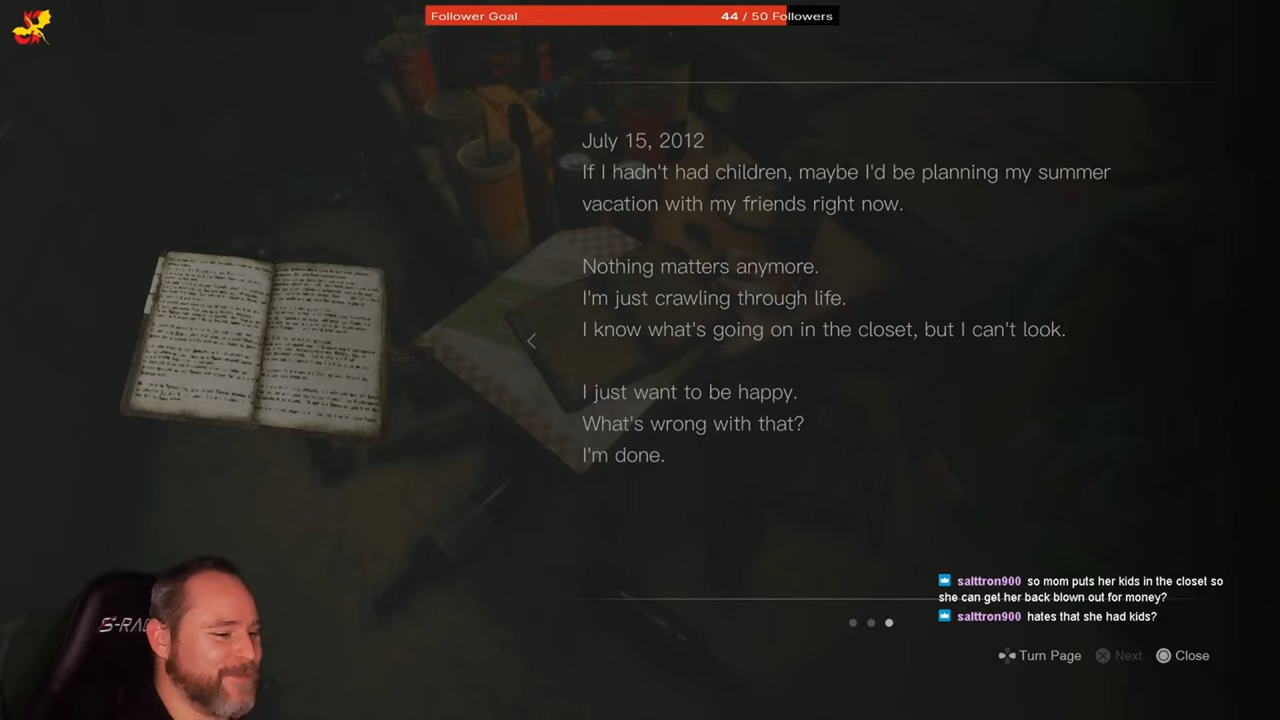 Follower Goal
44 / 50 Followers
July 15, 2012
If I hadn't had children, maybe I'd be planning my summer
vacation with my friends right now.
Nothing matters anymore.
I'm just crawling through life.
I know what's going on in the closet, but I can't look.
I just want to be happy.
What's wrong with that?
I'm done.
salttron900 so mom puts her kids in the closet so
she can get her back blown out for money?
salttron900 hates that she had kids?
Turn Page
Next
Close